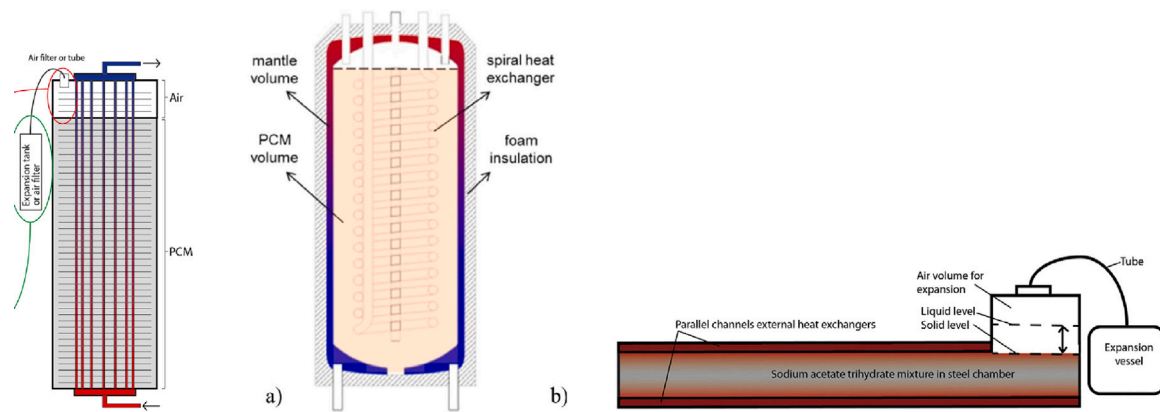 Air filter or tube
Air
Expansion tank
or air filter
PCM
a)
mantle
volume
PCM
volume
spiral heat
exchanger
foam
insulation
b)
Tube
Air volume for
expansion
Liquid level
Solid level
Parallel channels external heat exchangers
Expansion
vessel
Sodium acetate trihydrate mixture in steel chamber